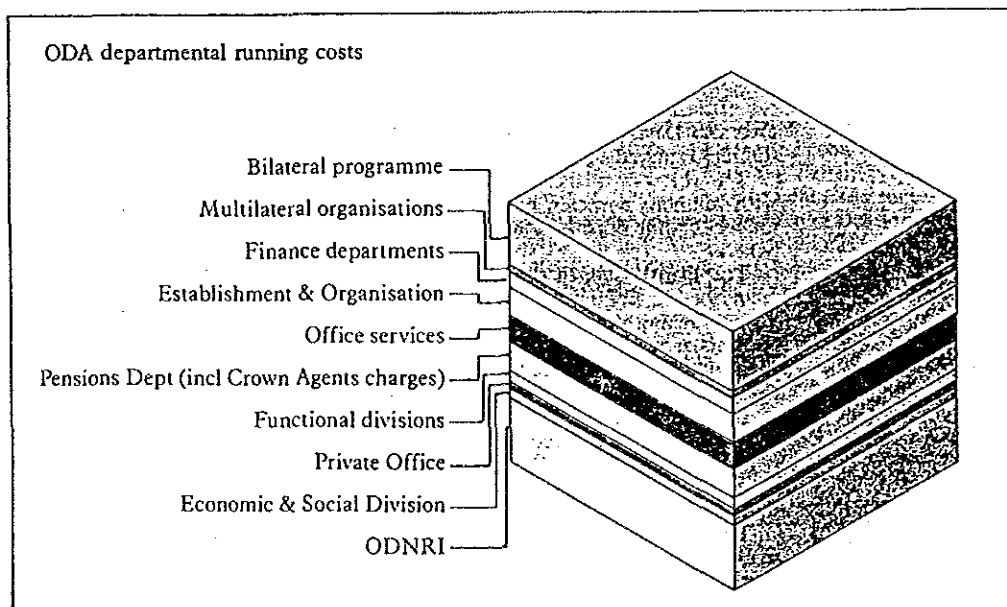 ODA departmental running costs
Bilateral programme
Multilateral organisations
Finance departments
Establishment & Organisation
Office services
Pensions Dept (incl Crown Agents charges)
Functional divisions
Private Office
Economic & Social Division
ODNRI